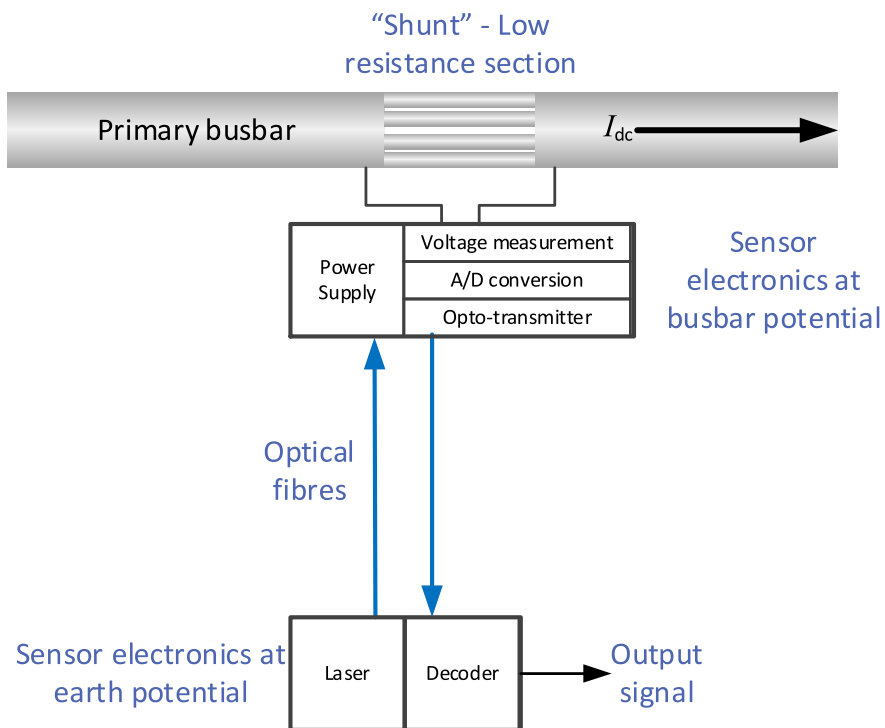 “Shunt” - Low
resistance section
Primary busbar
Idc
Power
Supply
Voltage measurement
A/D conversion
Opto-transmitter
Sensor
electronics at
busbar potential
Optical
fibres
Sensor electronics at
earth potential
Laser
Decoder
Output
signal